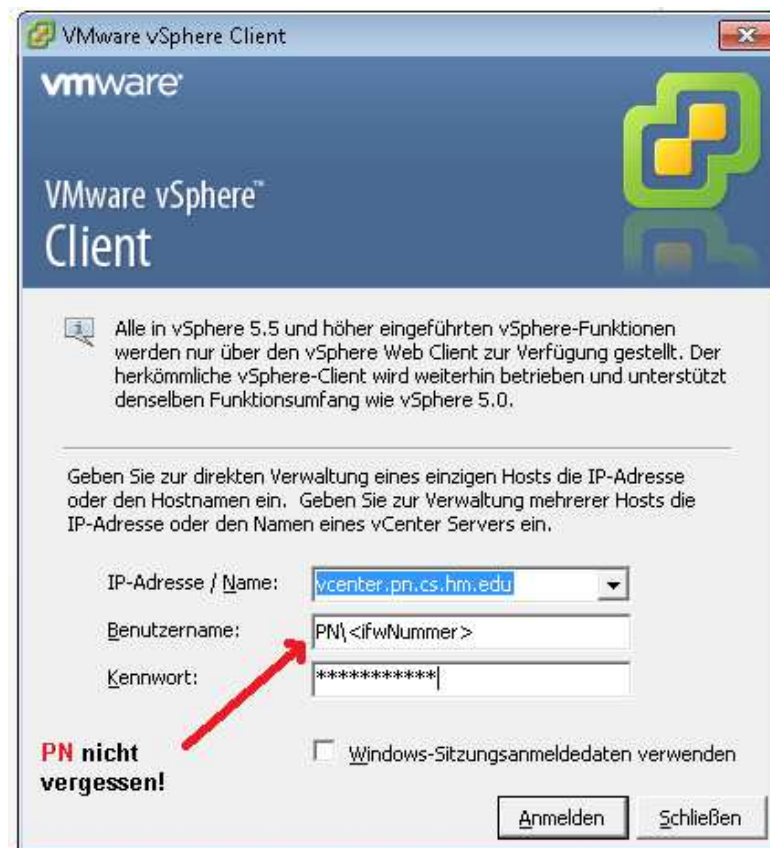 VMware vSphere Client
vmware
VMware vSphere™
Client
Alle in vSphere 5.5 und höher eingeführten vSphere-Funktionen
werden nur über den vSphere Web Client zur Verfügung gestellt. Der
herkömmliche vSphere-Client wird weiterhin betrieben und unterstützt
denselben Funktionsumfang wie vSphere 5.0.
Geben Sie zur direkten Verwaltung eines einzigen Hosts die IP-Adresse
oder den Hostnamen ein. Geben Sie zur Verwaltung mehrerer Hosts die
IP-Adresse oder den Namen eines vCenter Servers ein.
IP-Adresse / Name: vcenter.pn.cs.hm.edu
Benutzername: PN\<ifwNummer>
Kennwort: ***********
PN nicht
vergessen!
Windows-Sitzungsanmeldedaten verwenden
Anmelden Schließen